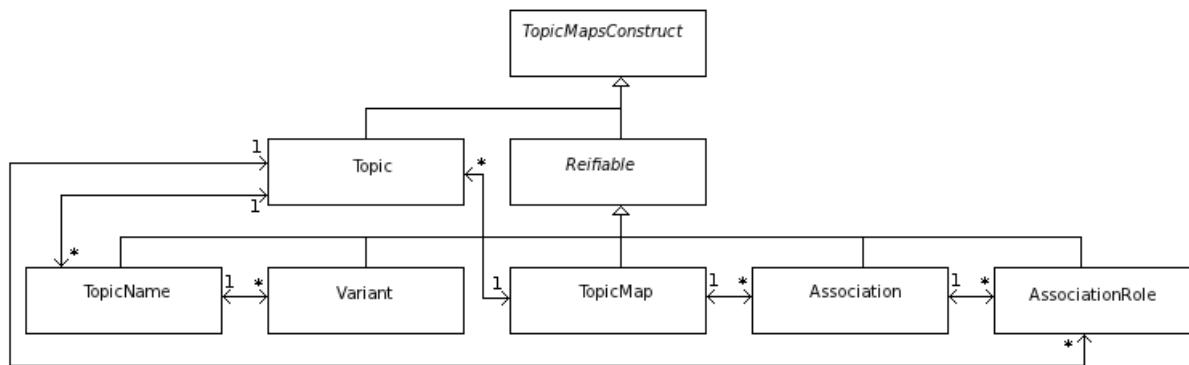 TopicMapsConstruct
1
Topic
*
Reifiable
1
*
TopicName
1
*
Variant
1
TopicMap
1
*
Association
1
*
AssociationRole
*